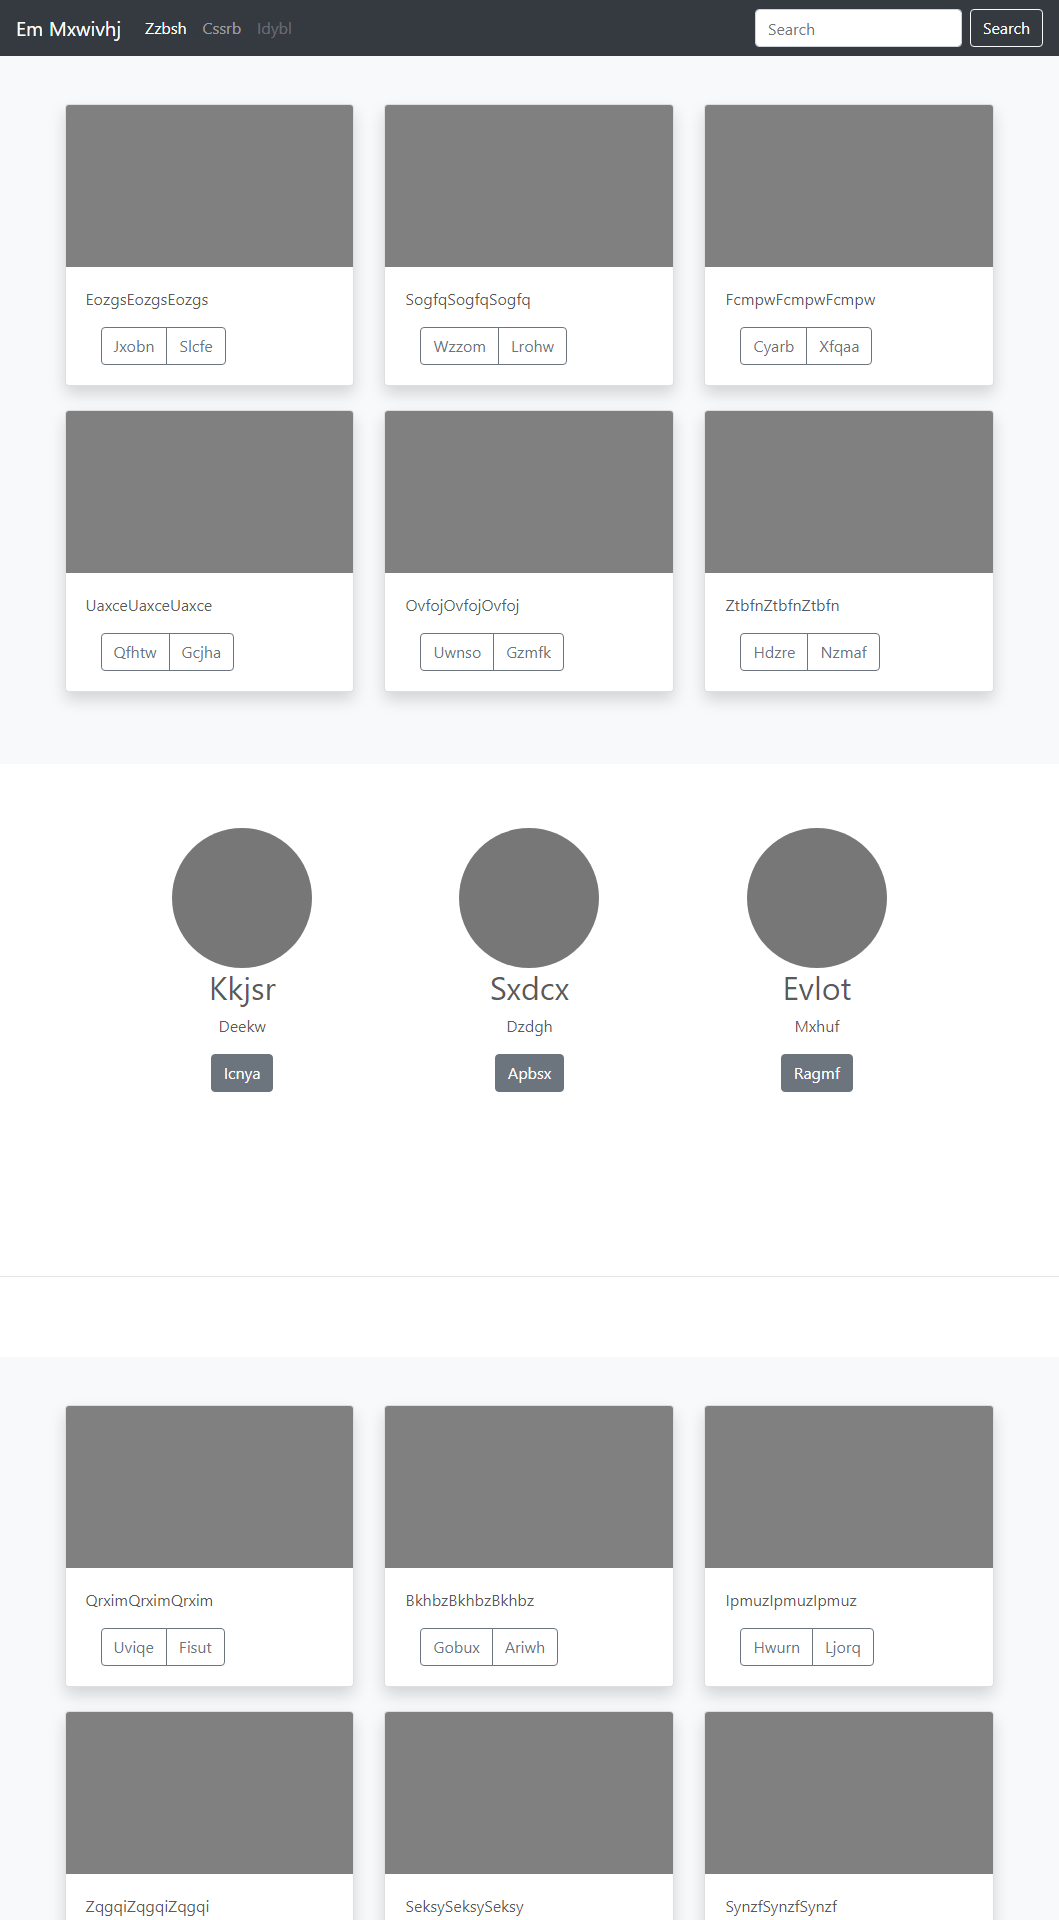 Em Mxwivhj Zzbsh Cssrb Idybl Search Search
EozgsEozgsEozgs SogfqSogfqSogfq FcmpwFcmpwFcmpw
Jxobn Slcfe Wzzom Lrohw Cyarb Xfqaa
UaxceUaxceUaxce OvfojOvfojOvfoj ZtbfnZtbfnZtbfn
Qfhtw Gcjha Uwnso Gzmfk Hdzre Nzmaf
Kkjsr Sxdcx Evlot
Deekw Dzdgh Mxhuf
Icnya Apbsx Ragmf
QrximQrximQrxim BkhbzBkhbzBkhbz IpmuzIpmuzIpmuz
Uviqe Fisut Gobux Ariwh Hwurn Ljorq
ZqgqiZqgqiZqgqi SeksySeksySeksy SynzfSynzfSynzf